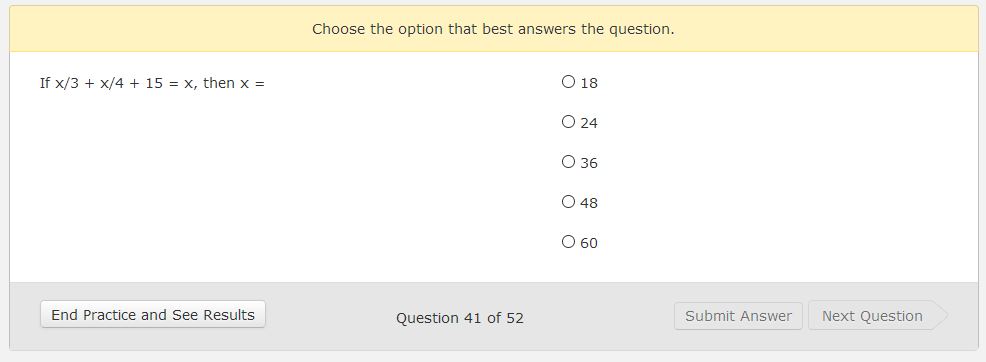 Choose the option that best answers the question.
If x/3 + x/4 + 15 = x, then x =
18
24
36
48
60
End Practice and See Results
Question 41 of 52
Submit Answer
Next Question